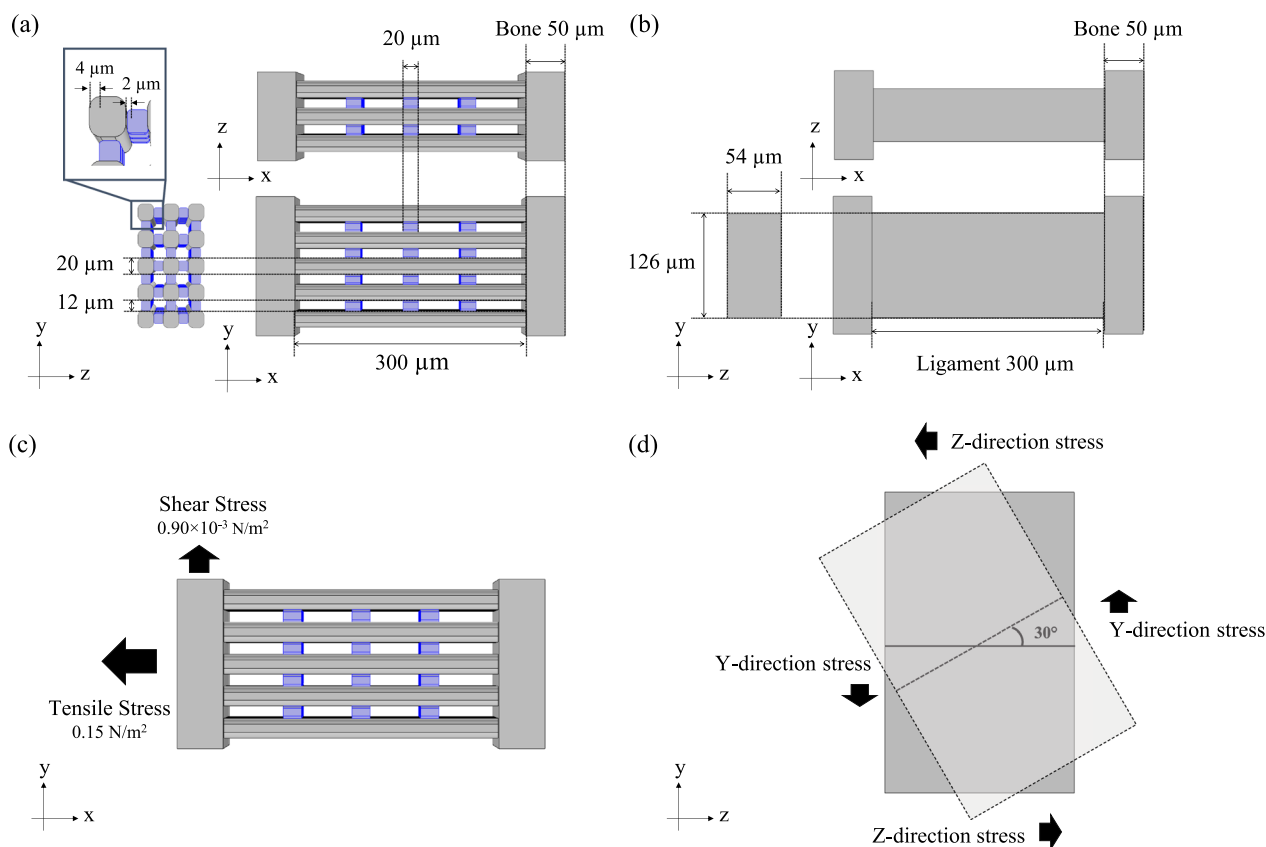 (a)
4 µm
2 µm
20 µm
Bone 50 µm
z
x
20 µm
12 µm
y
z
y
x
300 µm
(b)
Bone 50 µm
z
x
54 µm
126 µm
y
z
y
x
Ligament 300 µm
(c)
Shear Stress
0.90×10⁻³ N/m²
Tensile Stress
0.15 N/m²
y
x
(d)
Z-direction stress
30°
Y-direction stress
Y-direction stress
y
z
Z-direction stress